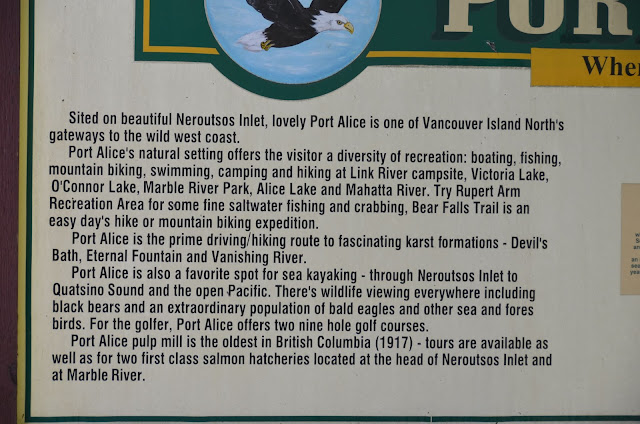 POR
Wher
Sited on beautiful Neroutsos Inlet, lovely Port Alice is one of Vancouver Island North's
gateways to the wild west coast.
Port Alice's natural setting offers the visitor a diversity of recreation: boating, fishing,
mountain biking, swimming, camping and hiking at Link River campsite, Victoria Lake,
O'Connor Lake, Marble River Park, Alice Lake and Mahatta River. Try Rupert Arm
Recreation Area for some fine saltwater fishing and crabbing, Bear Falls Trail is an
easy day's hike or mountain biking expedition.
Port Alice is the prime driving/hiking route to fascinating karst formations - Devil's
Bath, Eternal Fountain and Vanishing River.
Port Alice is also a favorite spot for sea kayaking - through Neroutsos Inlet to
Quatsino Sound and the open Pacific. There's wildlife viewing everywhere including
black bears and an extraordinary population of bald eagles and other sea and fores
birds. For the golfer, Port Alice offers two nine hole golf courses.
Port Alice pulp mill is the oldest in British Columbia (1917) - tours are available as
well as for two first class salmon hatcheries located at the head of Neroutsos Inlet and
at Marble River.